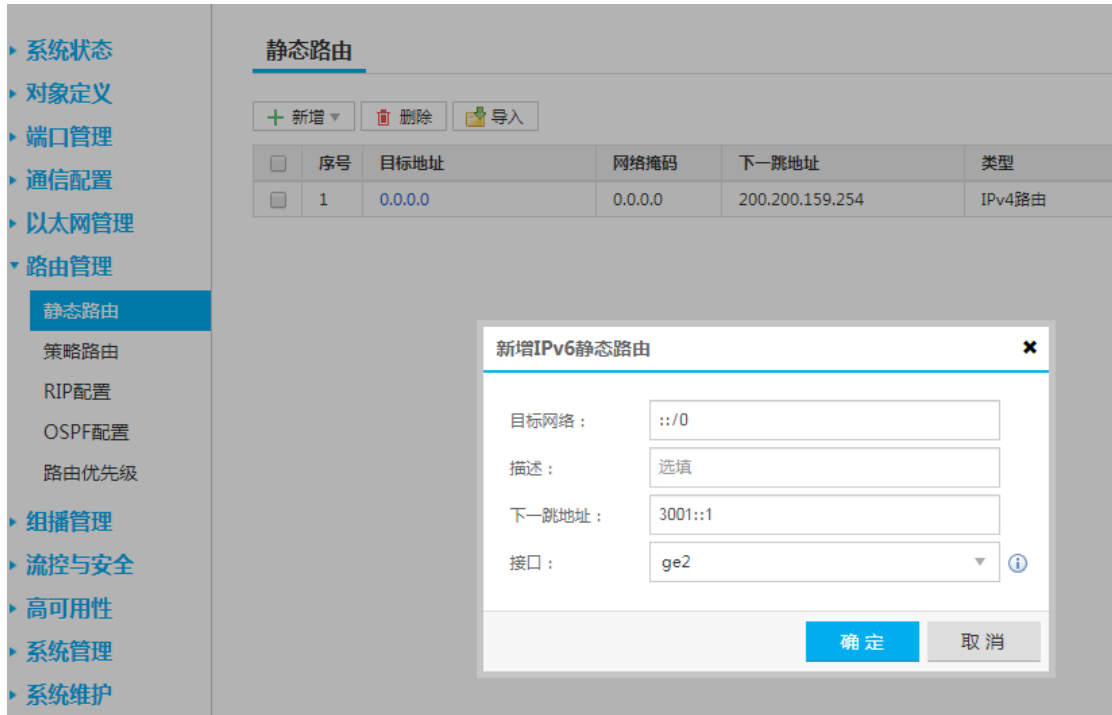 系统状态
对象定义
端口管理
通信配置
以太网管理
路由管理
静态路由
策略路由
RIP配置
OSPF配置
路由优先级
组播管理
流控与安全
高可用性
系统管理
系统维护
静态路由
新增 删除 导入
序号 目标地址 网络掩码 下一跳地址 类型
1 0.0.0.0 0.0.0.0 200.200.159.254 IPv4路由
新增IPv6静态路由
目标网络： ::/0
描述： 选填
下一跳地址： 3001::1
接口： ge2
确定 取消